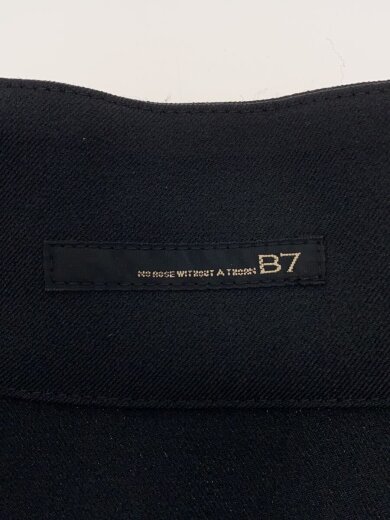 NO ROSE WITHOUT A THORN B7